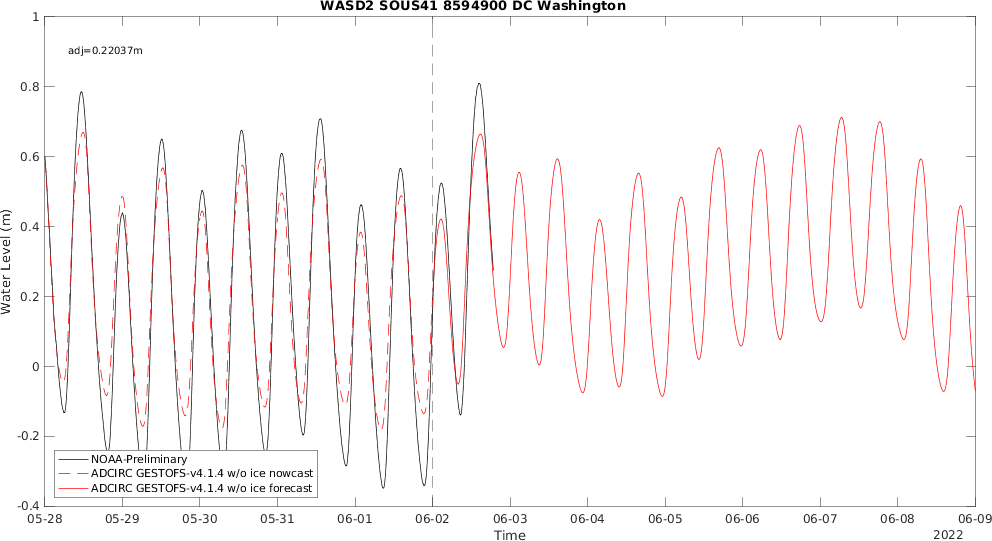 WASD2 SOUS41 8594900 DC Washington
adj=0.22037m
Water Level (m)
1
0.8
0.6
0.4
0.2
0
-0.2
-0.4
NOAA-Preliminary
ADCIRC GESTOFS-v4.1.4 w/o ice nowcast
ADCIRC GESTOFS-v4.1.4 w/o ice forecast
05-28 05-29 05-30 05-31 06-01 06-02 06-03 06-04 06-05 06-06 06-07 06-08 06-09
Time
2022